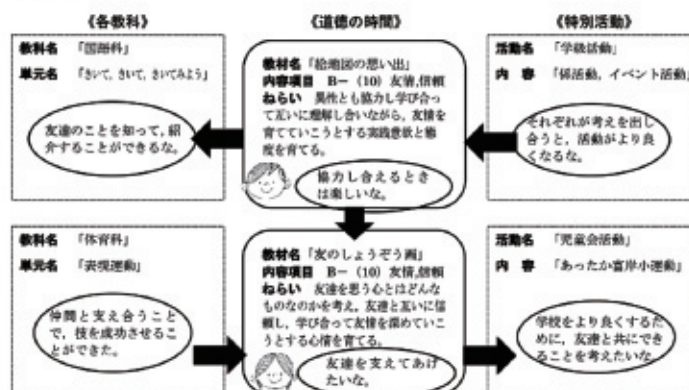 《各教科》
《道徳の時間》
《特別活動》
教科名 「国語科」
単元名 「きいて，きいて，きいてみよう」
友達のことを知って，紹
介することができるな。
教材名 「絵地図の思い出」
内容項目 B－（10）友情,信頼
ねらい 異性とも協力し学び合っ
て互いに理解し合いながら，友情を
育てていこうとする実践意欲と態
度を育てる。
協力し合えるとき
は楽しいな。
活動名 「学級活動」
内 容 「係活動，イベント活動」
それぞれが考えを出し
合うと，活動がより良
くなるな。
教科名 「体育科」
単元名 「表現運動」
仲間と支え合うこと
で，技を成功させるこ
とができた。
教材名 「友のしょうぞう画」
内容項目 B－（10）友情,信頼
ねらい 友達を思う心とはどんな
ものなのかを考え，友達と互いに信
頼し，学び合って友情を深めていこ
うとする心情を育てる。
友達を支えてあげ
たいな。
活動名 「児童会活動」
内 容 「あったか富岸小運動」
学校をより良くするた
めに，友達と共にでき
ることを考えたいな。